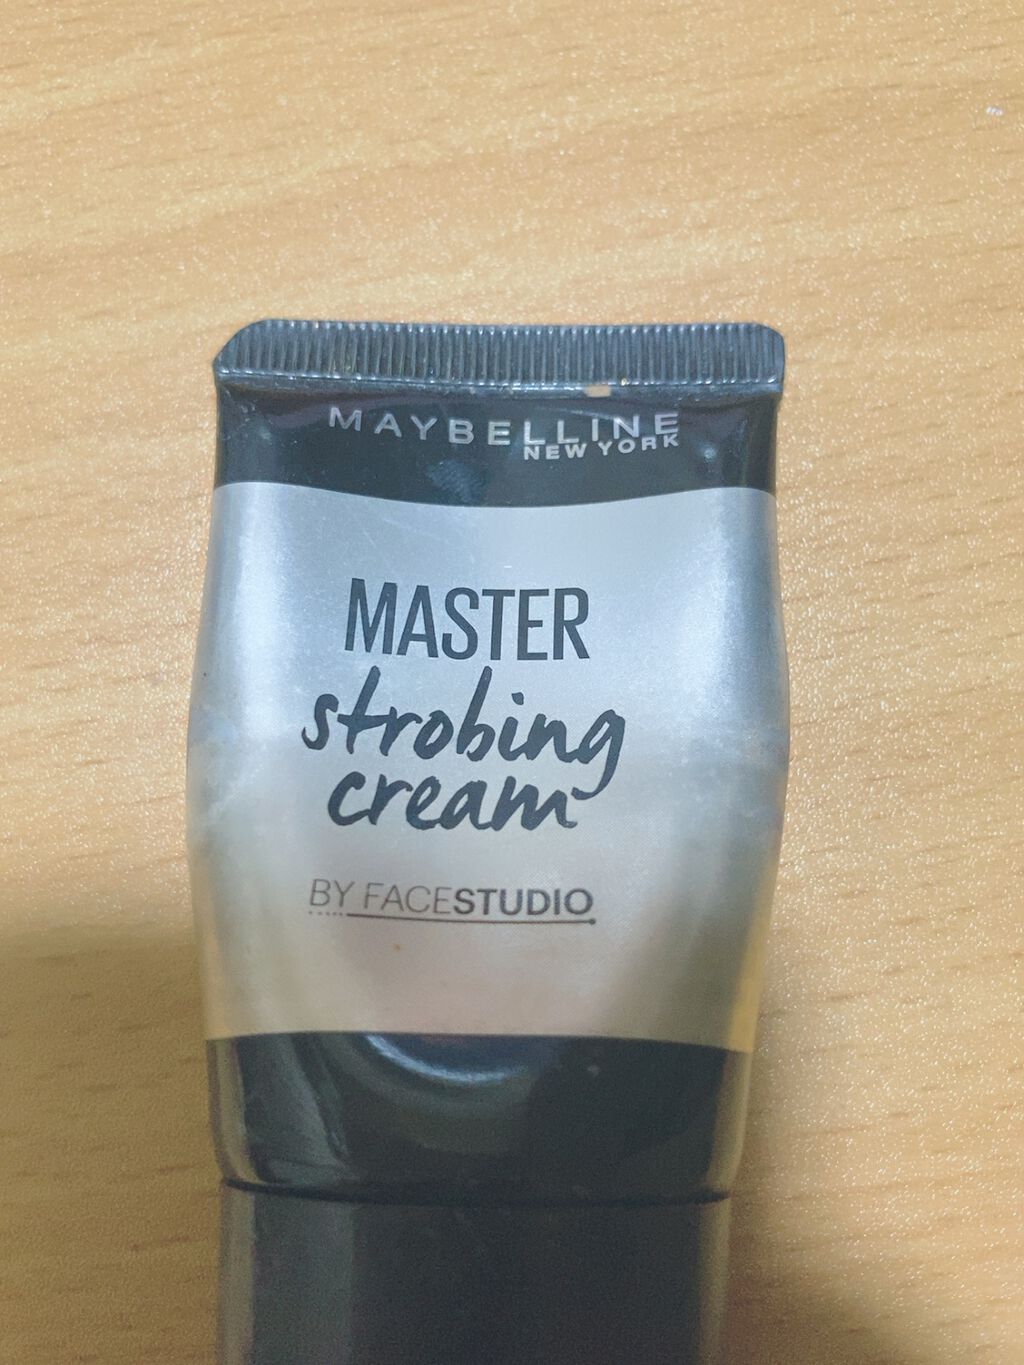 MAYBELLINE
NEW YORK
MASTER
strobing
cream
BY FACESTUDIO